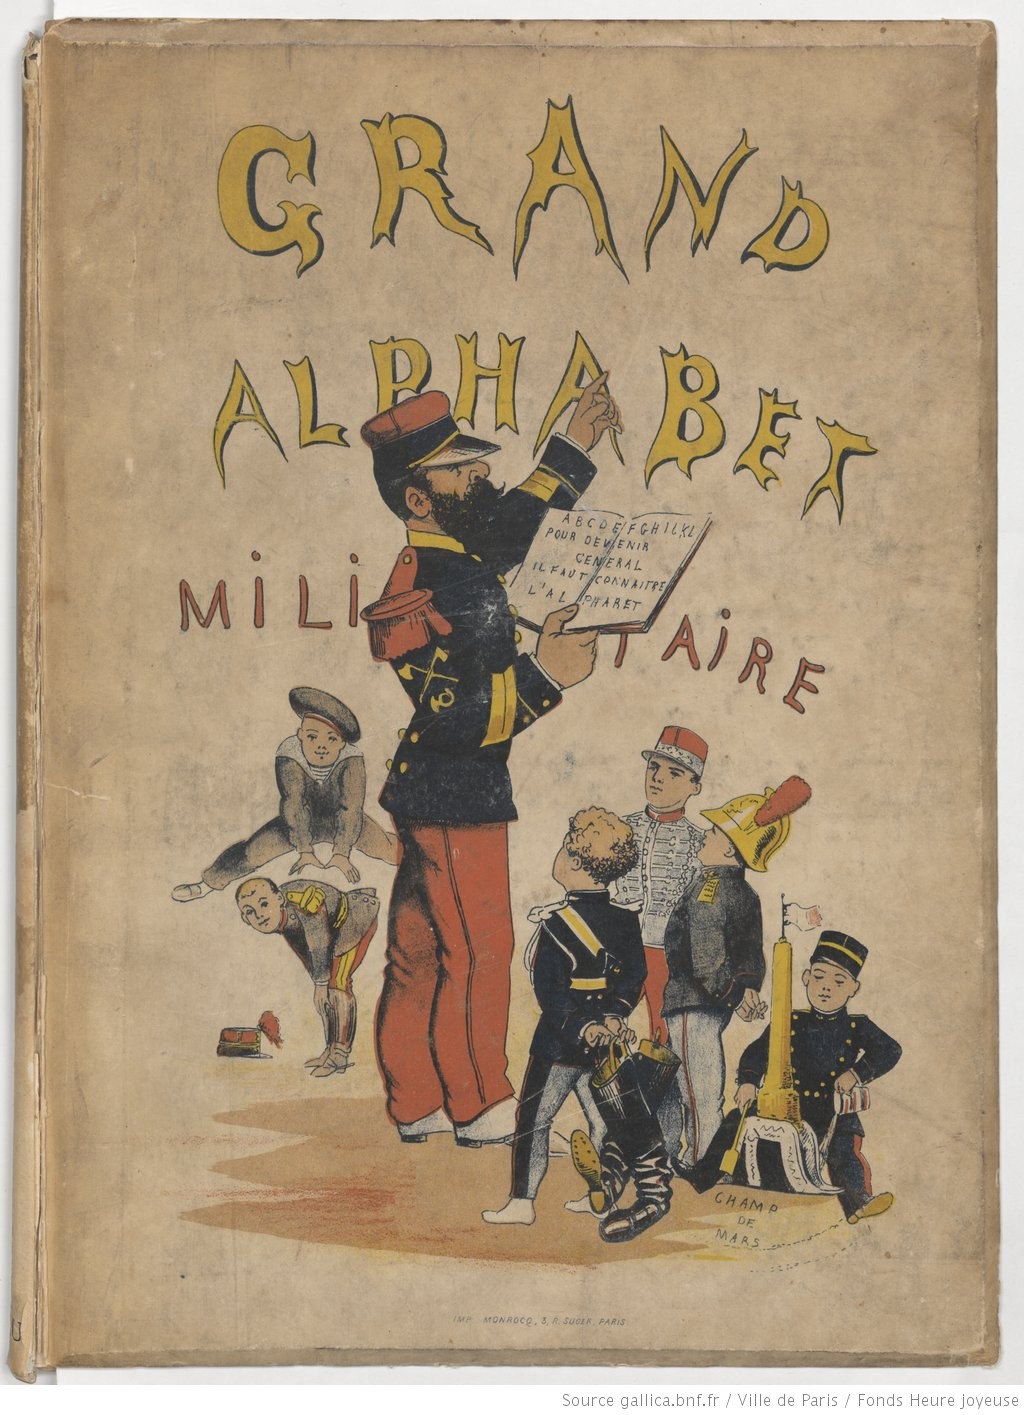 GRAND
ALPHABET
MILITAIRE
A B C D E F G H I L K L
POUR DEVENIR
GENERAL
IL FAUT CONNAITRE
L'ALPHABET
CHAMP
DE
MARS
IMP. MONROCQ, 3, R. SUGER, PARIS
Source gallica.bnf.fr / Ville de Paris / Fonds Heure joyeuse